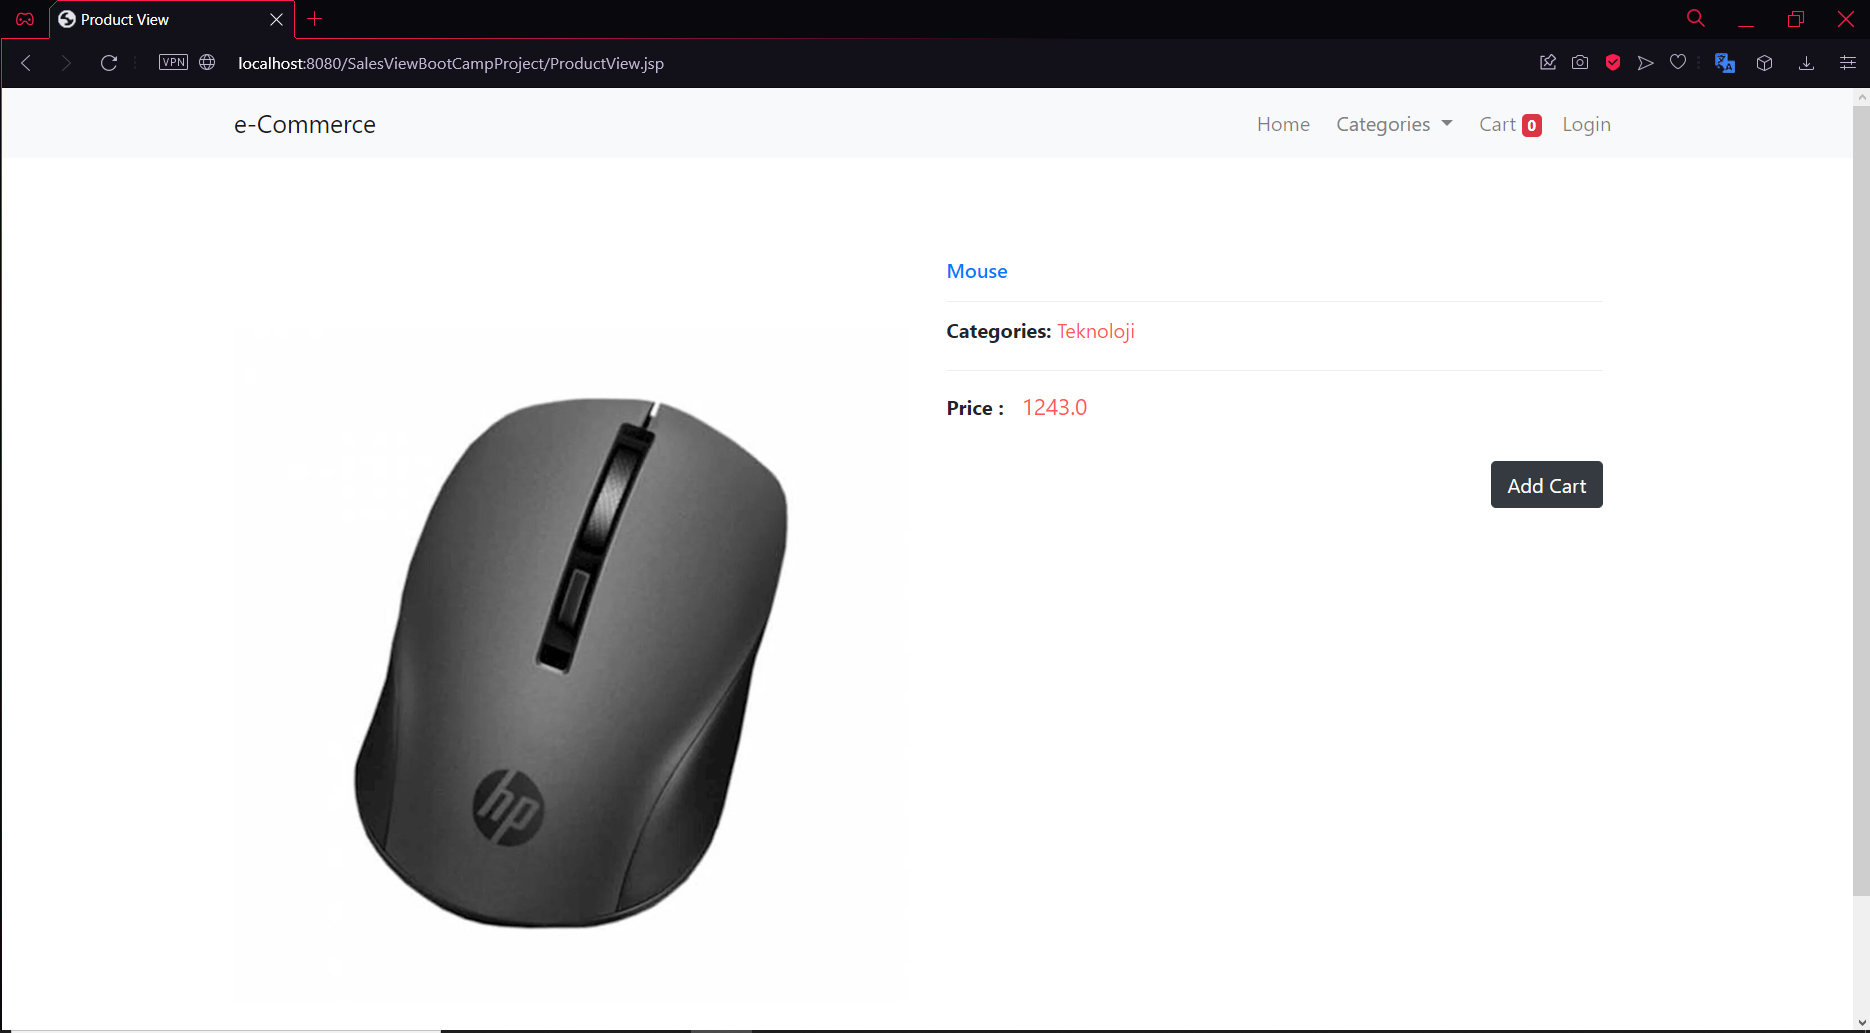 Product View
VPN
localhost:8080/SalesViewBootCampProject/ProductView.jsp
e-Commerce
Home
Categories
Cart 0
Login
Mouse
Categories: Teknoloji
Price : 1243.0
Add Cart
hp